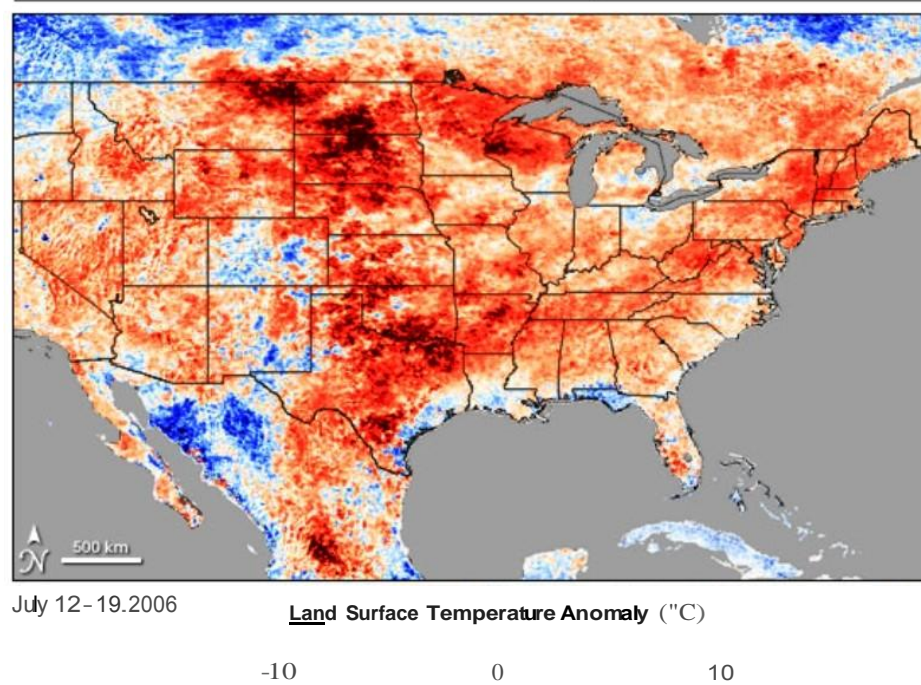 N
500 km
July 12-19.2006
Land Surface Temperature Anomaly ("C)
-10 0 10